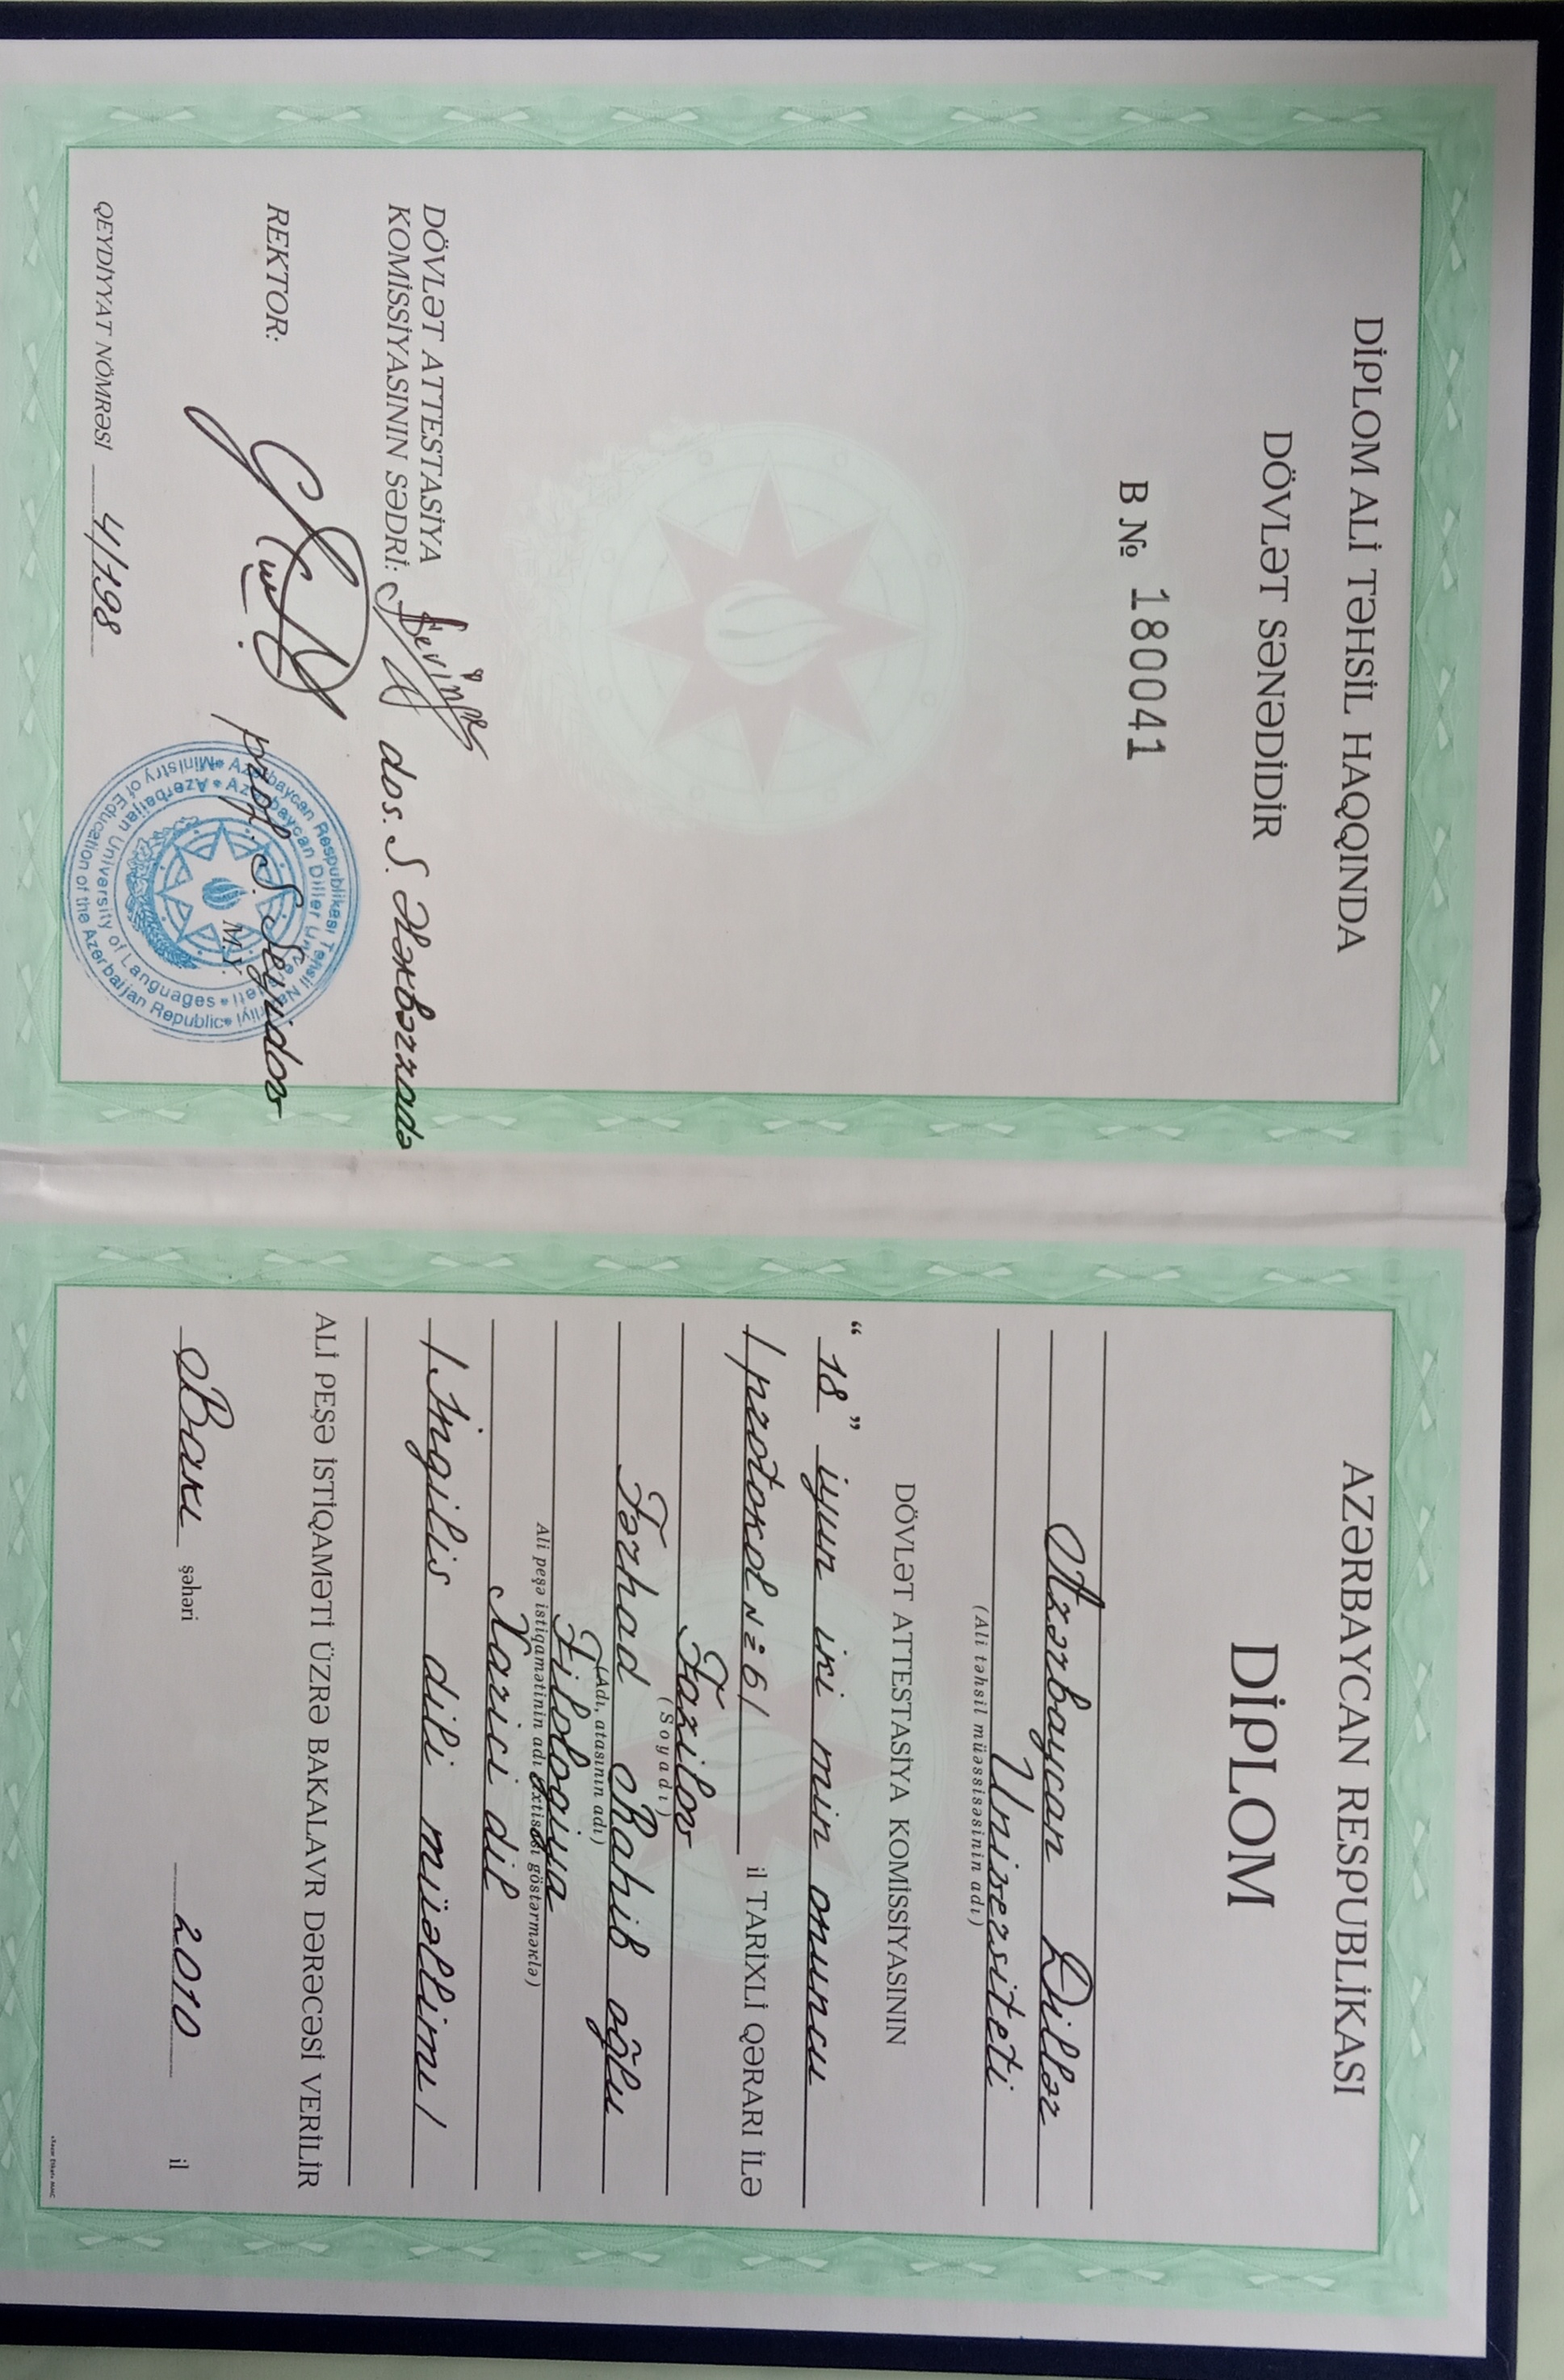 DİPLOM ALİ TƏHSİL HAQQINDA
DÖVLƏT SƏNƏDİDİR
B № 180041
DÖVLƏT ATTESTASİYA
KOMİSSİYASININ SƏDRİ: dos. S. Ələkbərzadə
REKTOR: prof. S. Seyidov
M.Y.
Azərbaycan Respublikası Təhsil Nazirliyi • Ministry of Education of the Azerbaijan Republic •
Azərbaycan Dillər Universiteti • Azerbaijan University of Languages •
QEYDİYYAT NÖMRƏSI 4/198
AZƏRBAYCAN RESPUBLİKASI
DİPLOM
Azərbaycan Dillər
Universiteti
(Ali təhsil müəssisəsinin adı)
DÖVLƏT ATTESTASİYA KOMİSSİYASININ
“ 18 ” iyun iki min onuncu
/ protokol № 6 / il TARİXLİ QƏRARI İLƏ
Fazilov
(Soyadı)
Fərhad Rahib oğlu
(Adı, atasının adı)
Filologiya
Ali peşə istiqamətinin adı ixtisası göstərməklə)
Xarici dil
/ İngilis dili müəllimi /
ALİ PEŞƏ İSTİQAMƏTİ ÜZRƏ BAKALAVR DƏRƏCƏSİ VERİLİR
Bakı şəhəri 2010 il